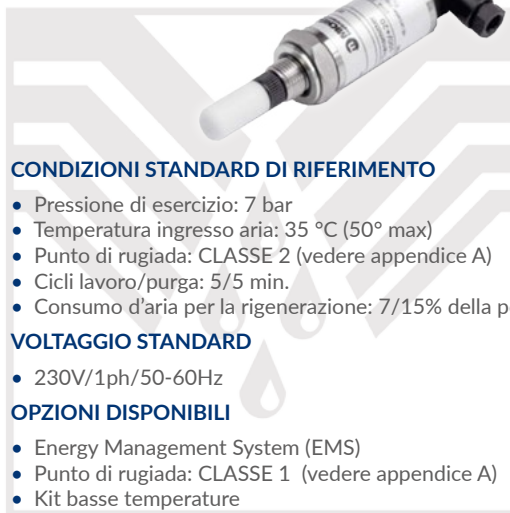 CONDIZIONI STANDARD DI RIFERIMENTO
• Pressione di esercizio: 7 bar
• Temperatura ingresso aria: 35 °C (50° max)
• Punto di rugiada: CLASSE 2 (vedere appendice A)
• Cicli lavoro/purga: 5/5 min.
• Consumo d'aria per la rigenerazione: 7/15% della
VOLTAGGIO STANDARD
• 230V/1ph/50-60Hz
OPZIONI DISPONIBILI
• Energy Management System (EMS)
• Punto di rugiada: CLASSE 1 (vedere appendice A)
• Kit basse temperature